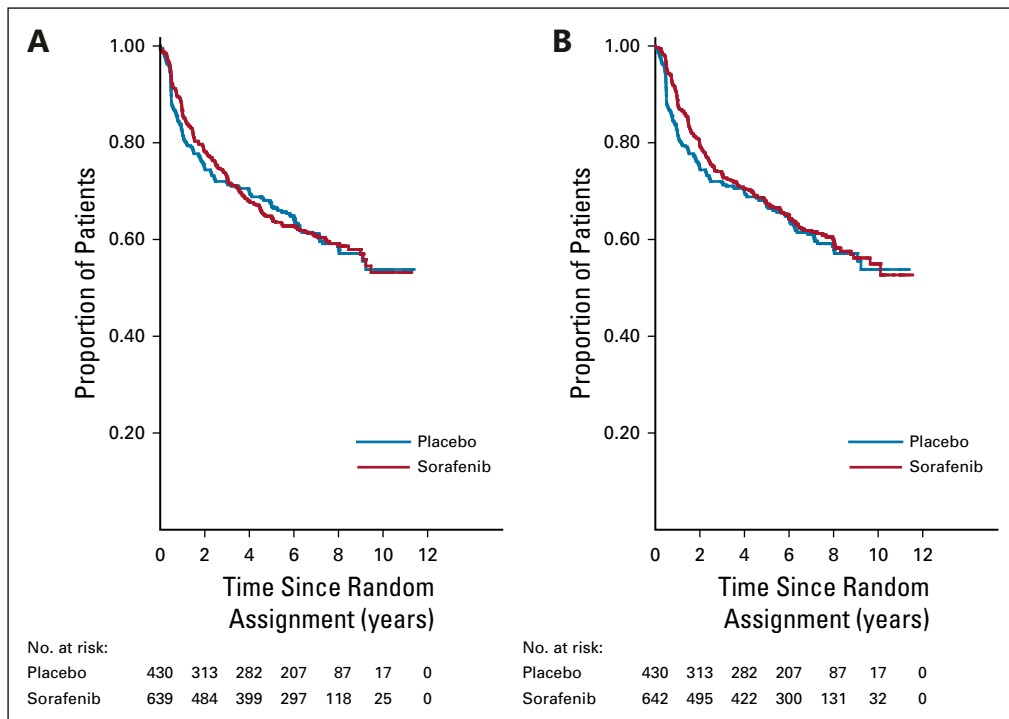 A
1.00
0.80
0.60
0.40
0.20
Proportion of Patients
Placebo
Sorafenib
0 2 4 6 8 10 12
Time Since Random
Assignment (years)
No. at risk:
Placebo 430 313 282 207 87 17 0
Sorafenib 639 484 399 297 118 25 0
B
1.00
0.80
0.60
0.40
0.20
Proportion of Patients
Placebo
Sorafenib
0 2 4 6 8 10 12
Time Since Random
Assignment (years)
No. at risk:
Placebo 430 313 282 207 87 17 0
Sorafenib 642 495 422 300 131 32 0